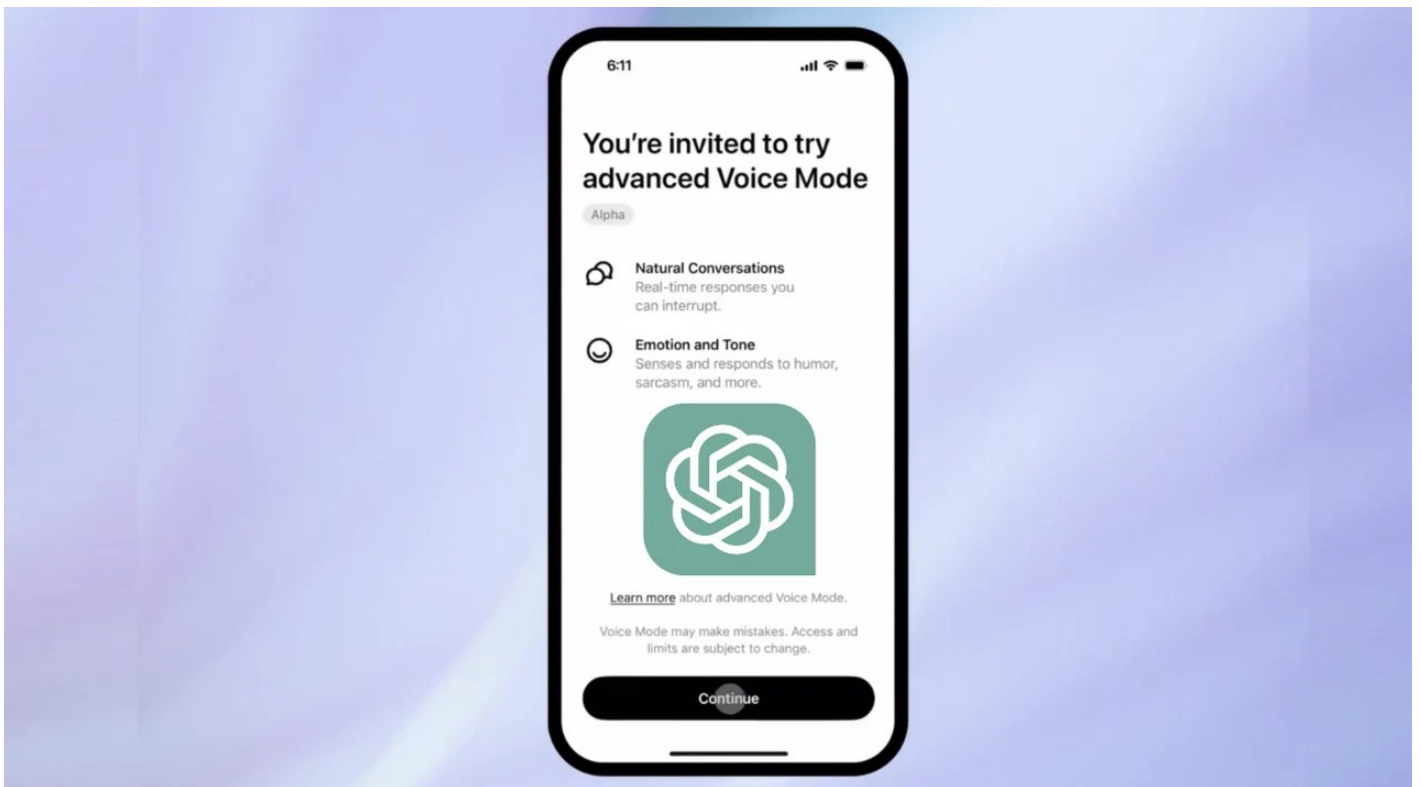 6:11
You're invited to try
advanced Voice Mode
Alpha
Natural Conversations
Real-time responses you
can interrupt.
Emotion and Tone
Senses and responds to humor,
sarcasm, and more.
Learn more about advanced Voice Mode.
Voice Mode may make mistakes. Access and
limits are subject to change.
Continue